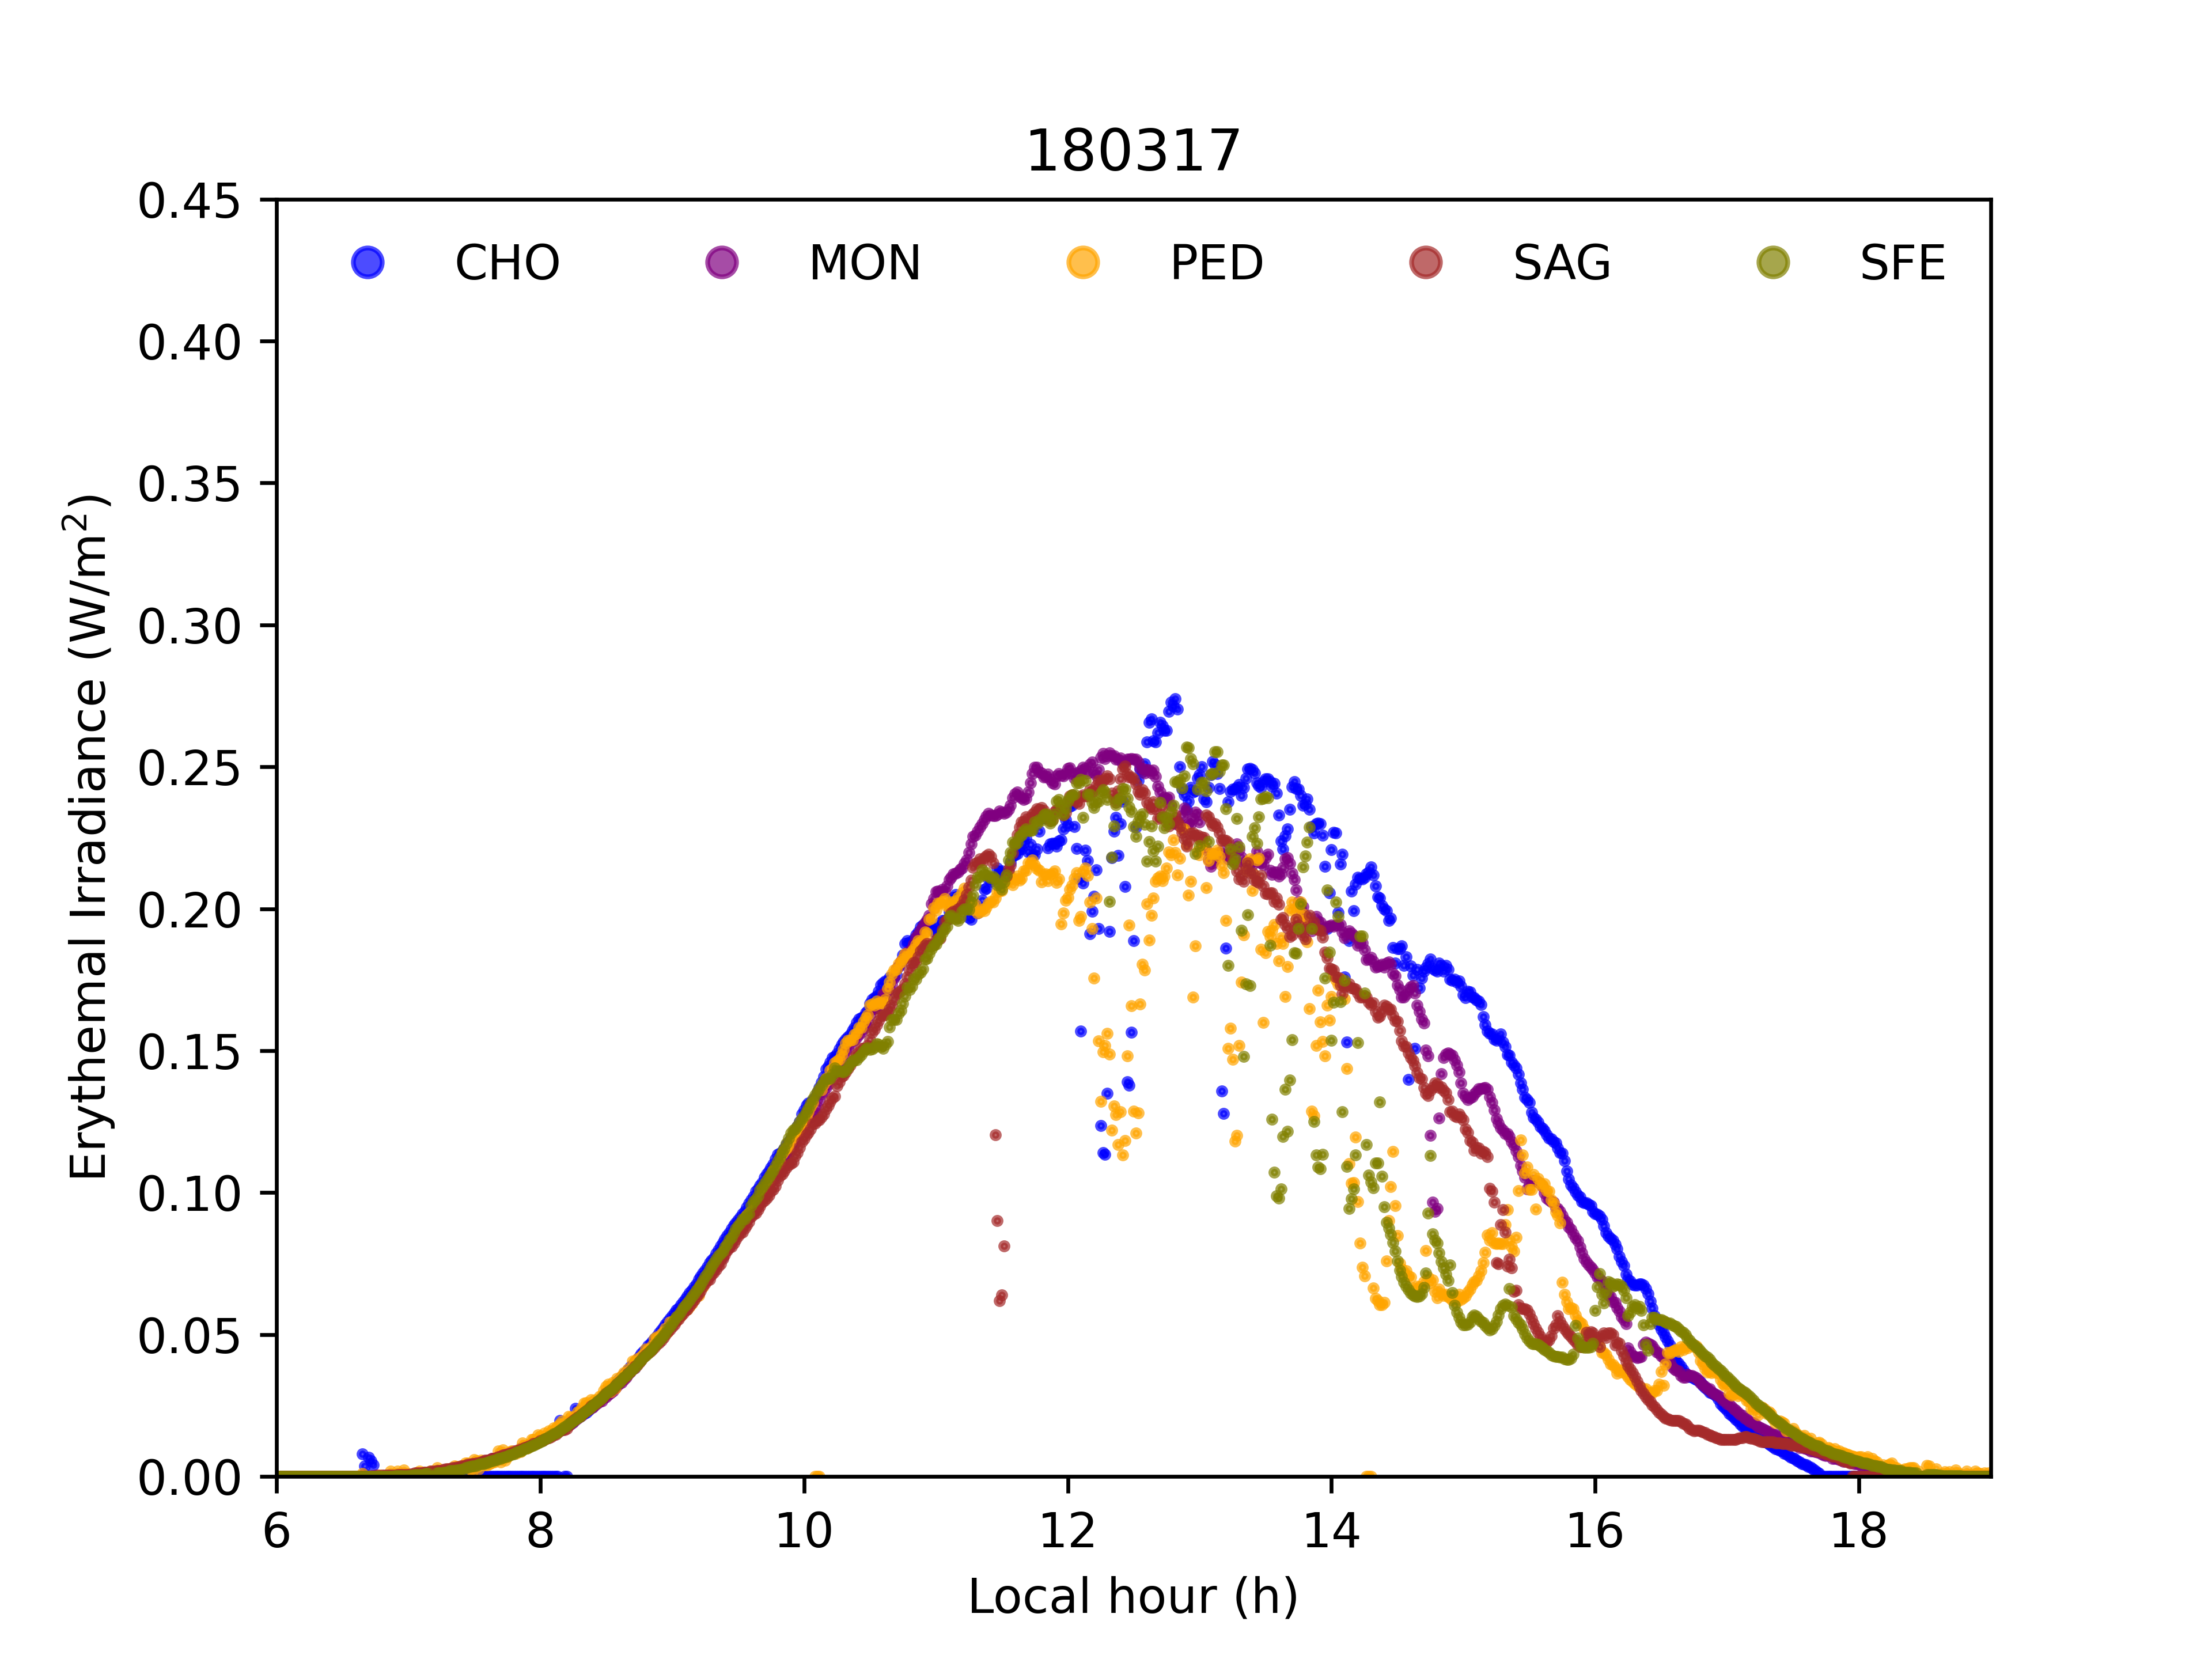 180317
0.45
CHO MON PED SAG SFE
0.40
0.35
0.30
0.25
0.20
0.15
0.10
0.05
0.00
Erythemal Irradiance (W/m²)
6 8 10 12 14 16 18
Local hour (h)